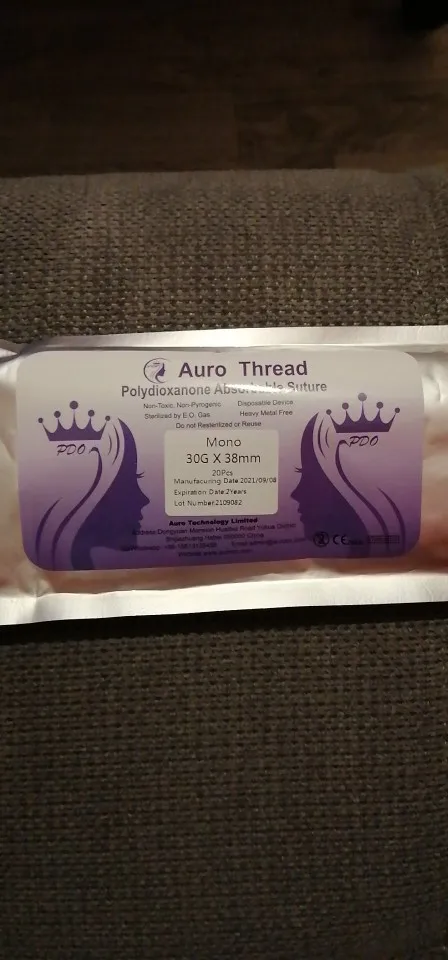 Auro Thread
Polydioxanone Absorbable Suture
Non-Toxic, Non-Pyrogenic Disposable Device
Sterilized by E.O. Gas Heavy Metal Free
Do not Resterilized or Reuse
PDO
PDO
Mono
30G X 38mm
20Pcs
Manufacturing Date:2021/09/08
Expiration Date:2Years
Lot Number:2109082
Auro Technology Limited
CE